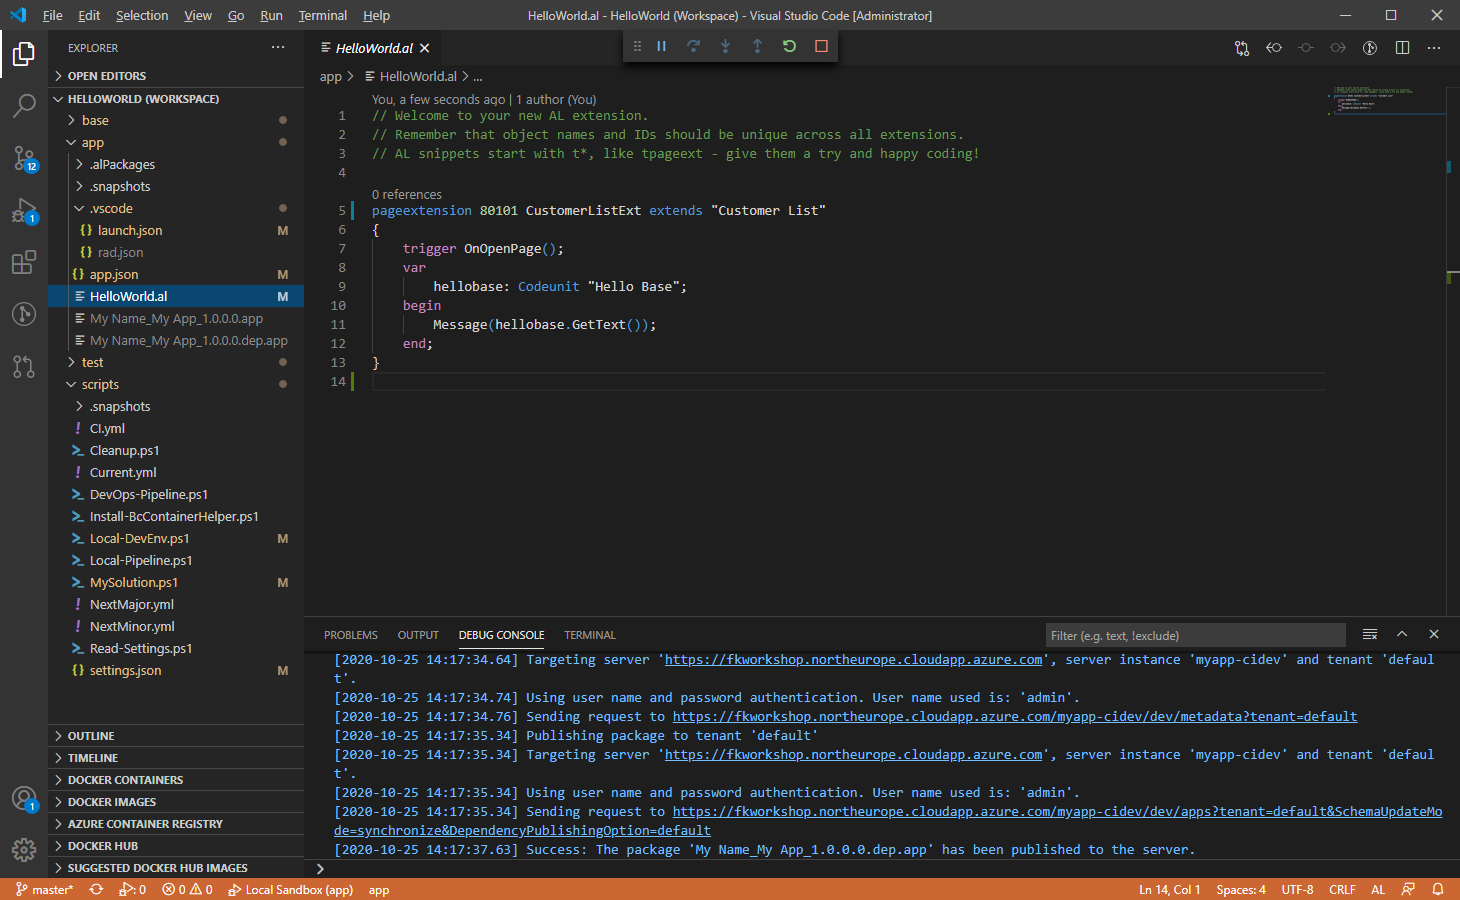 File Edit Selection View Go Run Terminal Help
HelloWorld.al - HelloWorld (Workspace) - Visual Studio Code [Administrator]
EXPLORER
OPEN EDITORS
HELLOWORLD (WORKSPACE)
base
app
.alPackages
.snapshots
.vscode
{} launch.json M
{} rad.json
{} app.json M
HelloWorld.al M
My Name_My App_1.0.0.0.app
My Name_My App_1.0.0.0.dep.app
test
scripts
.snapshots
! CI.yml
Cleanup.ps1
! Current.yml
DevOps-Pipeline.ps1
Install-BcContainerHelper.ps1
Local-DevEnv.ps1 M
Local-Pipeline.ps1
MySolution.ps1 M
! NextMajor.yml
! NextMinor.yml
Read-Settings.ps1
{} settings.json M
OUTLINE
TIMELINE
DOCKER CONTAINERS
DOCKER IMAGES
AZURE CONTAINER REGISTRY
DOCKER HUB
SUGGESTED DOCKER HUB IMAGES
12
1
1
HelloWorld.al
app > HelloWorld.al > ...
You, a few seconds ago | 1 author (You)
1 // Welcome to your new AL extension.
2 // Remember that object names and IDs should be unique across all extensions.
3 // AL snippets start with t*, like tpageext - give them a try and happy coding!
4
0 references
5 pageextension 80101 CustomerListExt extends "Customer List"
6 {
7 trigger OnOpenPage();
8 var
9 hellobase: Codeunit "Hello Base";
10 begin
11 Message(hellobase.GetText());
12 end;
13 }
14
PROBLEMS OUTPUT DEBUG CONSOLE TERMINAL
Filter (e.g. text, !exclude)
[2020-10-25 14:17:34.64] Targeting server 'https://fkworkshop.northeurope.cloudapp.azure.com', server instance 'myapp-cidev' and tenant 'defaul
t'.
[2020-10-25 14:17:34.74] Using user name and password authentication. User name used is: 'admin'.
[2020-10-25 14:17:34.76] Sending request to https://fkworkshop.northeurope.cloudapp.azure.com/myapp-cidev/dev/metadata?tenant=default
[2020-10-25 14:17:35.34] Publishing package to tenant 'default'
[2020-10-25 14:17:35.34] Targeting server 'https://fkworkshop.northeurope.cloudapp.azure.com', server instance 'myapp-cidev' and tenant 'defaul
t'.
[2020-10-25 14:17:35.34] Using user name and password authentication. User name used is: 'admin'.
[2020-10-25 14:17:35.34] Sending request to https://fkworkshop.northeurope.cloudapp.azure.com/myapp-cidev/dev/apps?tenant=default&SchemaUpdateMo
de=synchronize&DependencyPublishingOption=default
[2020-10-25 14:17:37.63] Success: The package 'My Name_My App_1.0.0.0.dep.app' has been published to the server.
master* 0 0 0 Local Sandbox (app) app
Ln 14, Col 1 Spaces: 4 UTF-8 CRLF AL